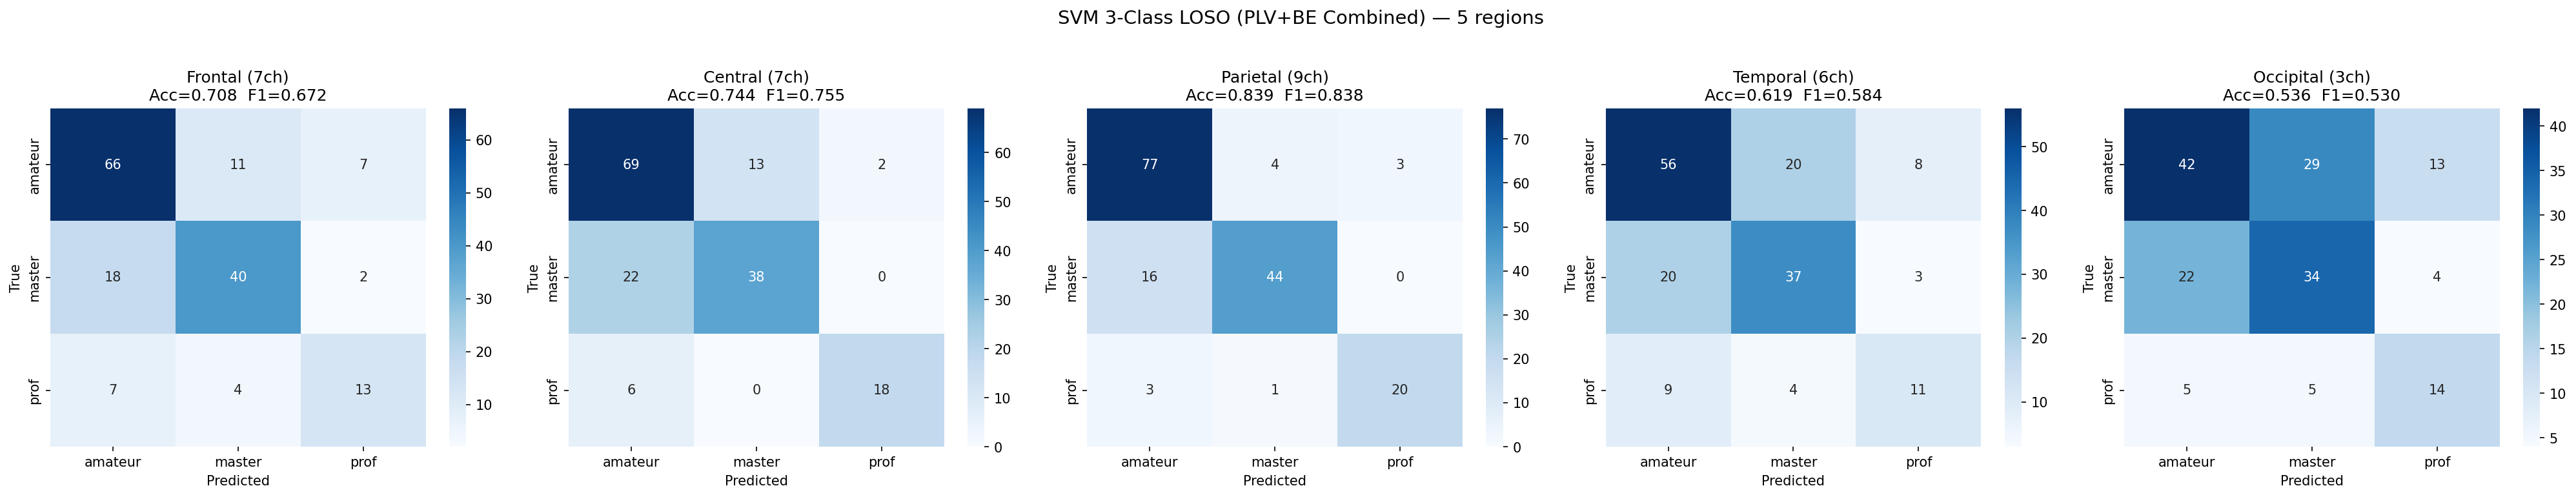 SVM 3-Class LOSO (PLV+BE Combined) — 5 regions
Frontal (7ch)
Acc=0.708 F1=0.672
True
amateur
master
prof
66 11 7
18 40 2
7 4 13
amateur master prof
Predicted
60
50
40
30
20
10
Central (7ch)
Acc=0.744 F1=0.755
True
amateur
master
prof
69 13 2
22 38 0
6 0 18
amateur master prof
Predicted
60
50
40
30
20
10
0
Parietal (9ch)
Acc=0.839 F1=0.838
True
amateur
master
prof
77 4 3
16 44 0
3 1 20
amateur master prof
Predicted
70
60
50
40
30
20
10
0
Temporal (6ch)
Acc=0.619 F1=0.584
True
amateur
master
prof
56 20 8
20 37 3
9 4 11
amateur master prof
Predicted
50
40
30
20
10
Occipital (3ch)
Acc=0.536 F1=0.530
True
amateur
master
prof
42 29 13
22 34 4
5 5 14
amateur master prof
Predicted
40
35
30
25
20
15
10
5